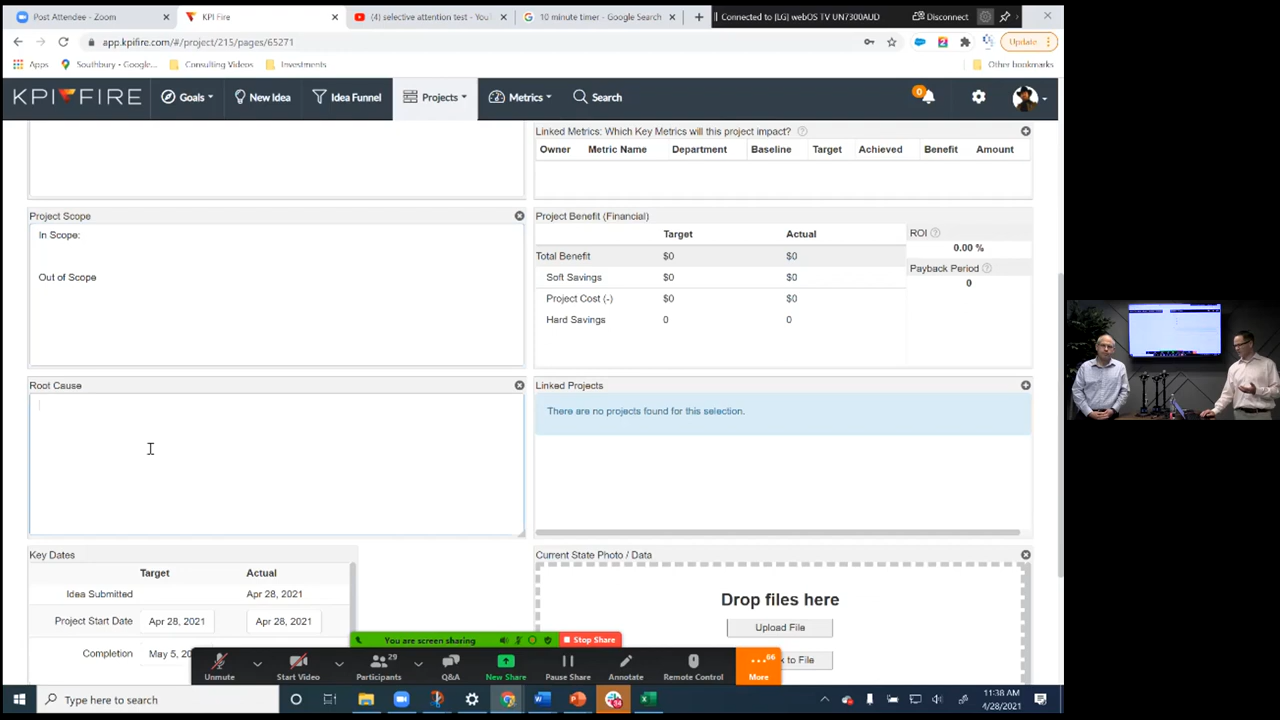 Post Attendee - Zoom
KPI Fire
(4) selective attention test - You
10 minute timer - Google Search
Connected to [LG] webOS TV UN7300AUD
Disconnect
app.kpifire.com/#/project/215/pages/65271
Update
Apps
Southbury - Google...
Consulting Videos
Investments
Other bookmarks
KPI FIRE
Goals
New Idea
Idea Funnel
Projects
Metrics
Search
0
Linked Metrics: Which Key Metrics will this project impact?
Owner Metric Name Department Baseline Target Achieved Benefit Amount
Project Scope
In Scope:
Out of Scope
Project Benefit (Financial)
Target Actual
Total Benefit $0 $0
Soft Savings $0 $0
Project Cost (-) $0 $0
Hard Savings 0 0
ROI
0.00 %
Payback Period
0
Root Cause
Linked Projects
There are no projects found for this selection.
Key Dates
Target Actual
Idea Submitted Apr 28, 2021
Project Start Date Apr 28, 2021 Apr 28, 2021
Completion May 5, 20
Current State Photo / Data
Drop files here
Upload File
to File
You are screen sharing
Stop Share
Unmute
Start Video
29
Participants
Q&A
New Share
Pause Share
Annotate
Remote Control
66
More
Type here to search
11:38 AM
4/28/2021